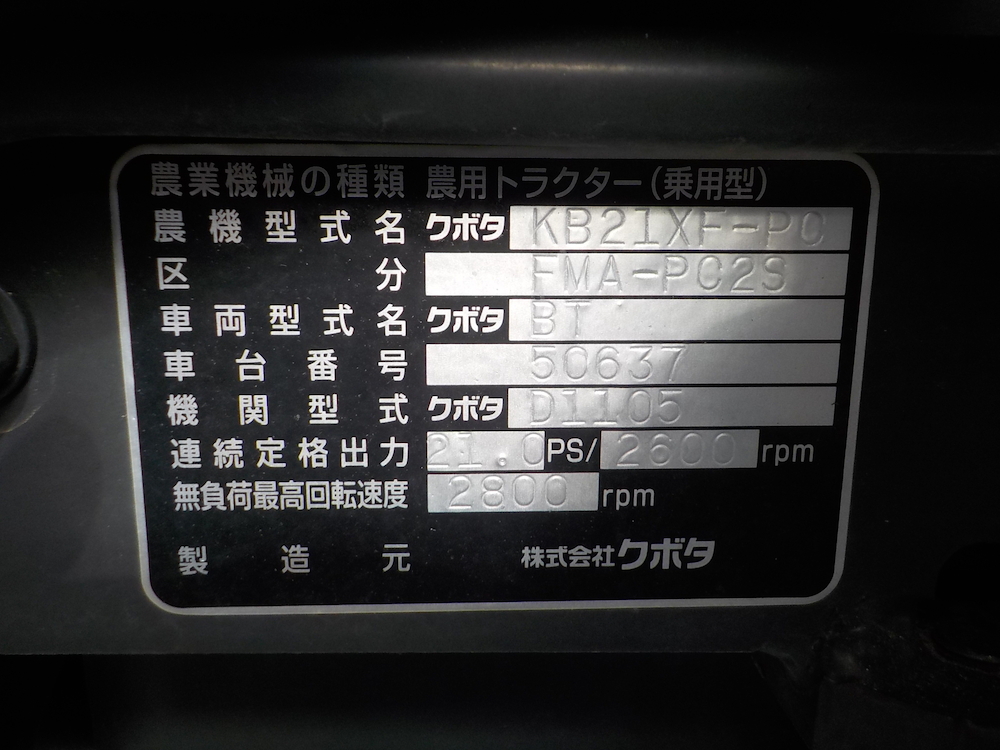 農業機械の種類 農用トラクター(乗用型)
農機型式名 クボタ KB21XF-PC
区分 FMA-PC2S
車両型式名 クボタ BT
車台番号 50637
機関型式 クボタ D1105
連続定格出力 21.0PS/2600rpm
無負荷最高回転速度 2800rpm
製造元 株式会社クボタ